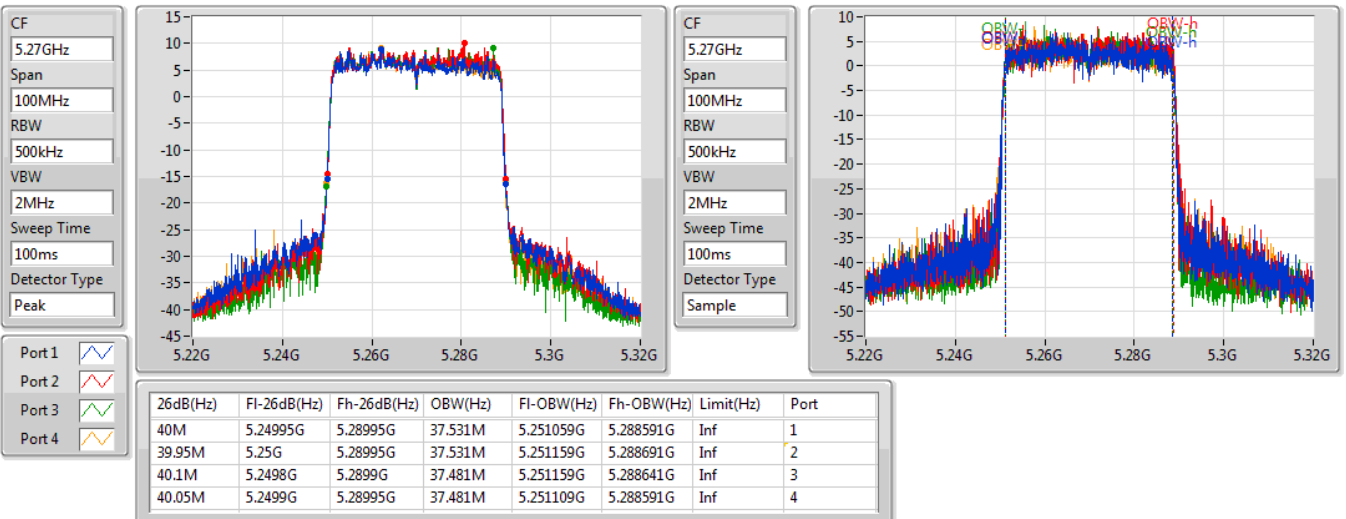 CF
5.27GHz
Span
100MHz
RBW
500kHz
VBW
2MHz
Sweep Time
100ms
Detector Type
Peak
15
10
5
0
-5
-10
-15
-20
-25
-30
-35
-40
-45
5.22G 5.24G 5.26G 5.28G 5.3G 5.32G
CF
5.27GHz
Span
100MHz
RBW
500kHz
VBW
2MHz
Sweep Time
100ms
Detector Type
Sample
10
5
0
-5
-10
-15
-20
-25
-30
-35
-40
-45
-50
-55
OBW-h
OBW-h
OBW-h
5.22G 5.24G 5.26G 5.28G 5.3G 5.32G
Port 1
Port 2
Port 3
Port 4
26dB(Hz) Fl-26dB(Hz) Fh-26dB(Hz) OBW(Hz) Fl-OBW(Hz) Fh-OBW(Hz) Limit(Hz) Port
40M 5.24995G 5.28995G 37.531M 5.251059G 5.288591G Inf 1
39.95M 5.25G 5.28995G 37.531M 5.251159G 5.288691G Inf 2
40.1M 5.2498G 5.2899G 37.481M 5.251159G 5.288641G Inf 3
40.05M 5.2499G 5.28995G 37.481M 5.251109G 5.288591G Inf 4